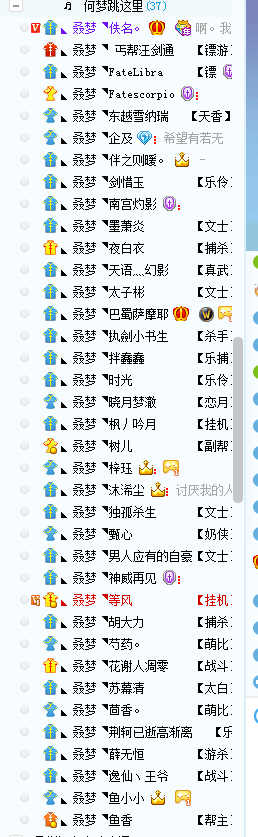 何梦跳这里(37)
叒梦◥佚名。 啊。我
叒梦◥ 丐帮汪剑通 【镖游
叒梦◥FateLibra 【镖
叒梦◥Fatescorpio
叒梦◥东越雪纳瑞 【天香】
叒梦◥企及 希望有若无
叒梦◥伴之则暖。 -
叒梦◥剑惜玉 【乐伶】
叒梦◥南宫灼影
叒梦◥墨萧炎 【文士
叒梦◥夜白衣 【捕杀
叒梦◥天语灬幻影 【真武
叒梦◥太子彬 【文士
叒梦◥巴蜀萨摩耶
叒梦◥执劍小书生 【杀手
叒梦◥拌鑫鑫 【乐捕
叒梦◥时光 【乐伶
叒梦◥晓月梦澈 【恋月
叒梦◥枫丿吟月 【挂机
叒梦◥树儿 【副帮
叒梦◥梓珏
叒梦◥沐浠尘 讨厌我的人
叒梦◥独孤杀生 【文士
叒梦◥甄心 【奶侠
叒梦◥男人应有的自豪【文士
叒梦◥神威再见
叒梦◥等风 【挂机
叒梦◥胡大力 【捕杀
叒梦◥芍药。 【萌比
叒梦◥花谢人凋零 【战斗
叒梦◥苏幕清 【太白
叒梦◥茴香。 【萌比
叒梦◥荆轲已逝高渐离 【乐
叒梦◥薛无恒 【游杀
叒梦◥逸仙丶王爷 【战斗
叒梦◥鱼小小
叒梦◥鱼香 【帮主